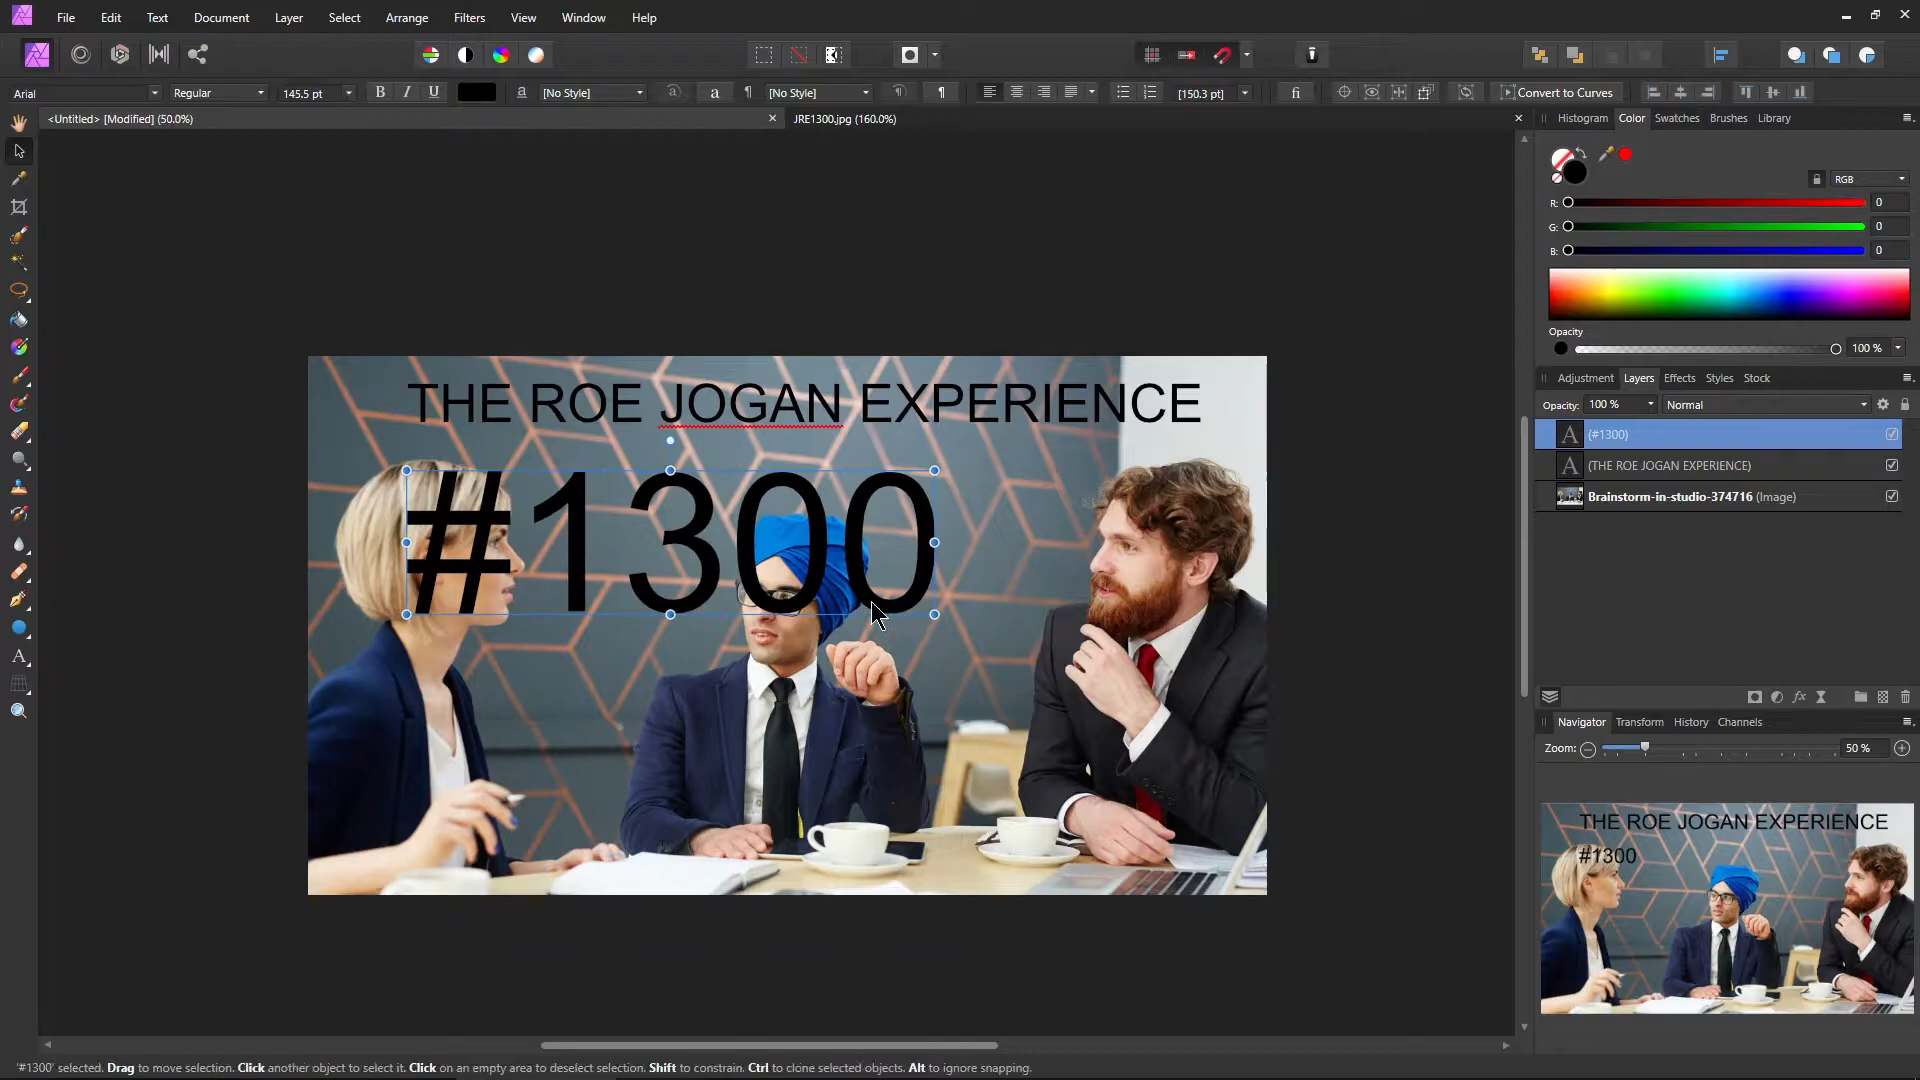 File Edit Text Document Layer Select Arrange Filters View Window Help
Arial Regular 145.5 pt B I U a [No Style] a a ¶ [No Style] ¶ [150.3 pt] fi Convert to Curves
<Untitled> [Modified] (50.0%) JRE1300.jpg (160.0%)
Histogram Color Swatches Brushes Library
RGB
R: 0
G: 0
B: 0
Opacity
100 %
Adjustment Layers Effects Styles Stock
Opacity: 100 % Normal
A (#1300)
A (THE ROE JOGAN EXPERIENCE)
Brainstorm-in-studio-374716 (Image)
fx
THE ROE JOGAN EXPERIENCE
#1300
A
Navigator Transform History Channels
Zoom: 50 %
THE ROE JOGAN EXPERIENCE
#1300
'#1300' selected. Drag to move selection. Click another object to select it. Click on an empty area to deselect selection. Shift to constrain. Ctrl to clone selected objects. Alt to ignore snapping.